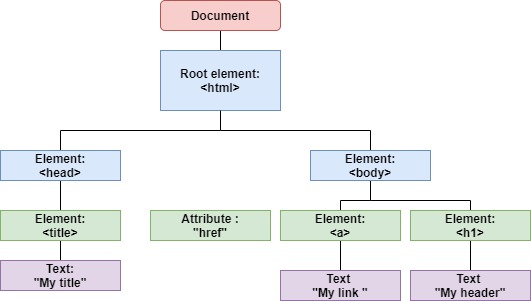 Document
Root element:
<html>
Element:
<head>
Element:
<body>
Element:
<title>
Attribute :
"href"
Element:
<a>
Element:
<h1>
Text:
"My title"
Text
"My link "
Text
"My header"